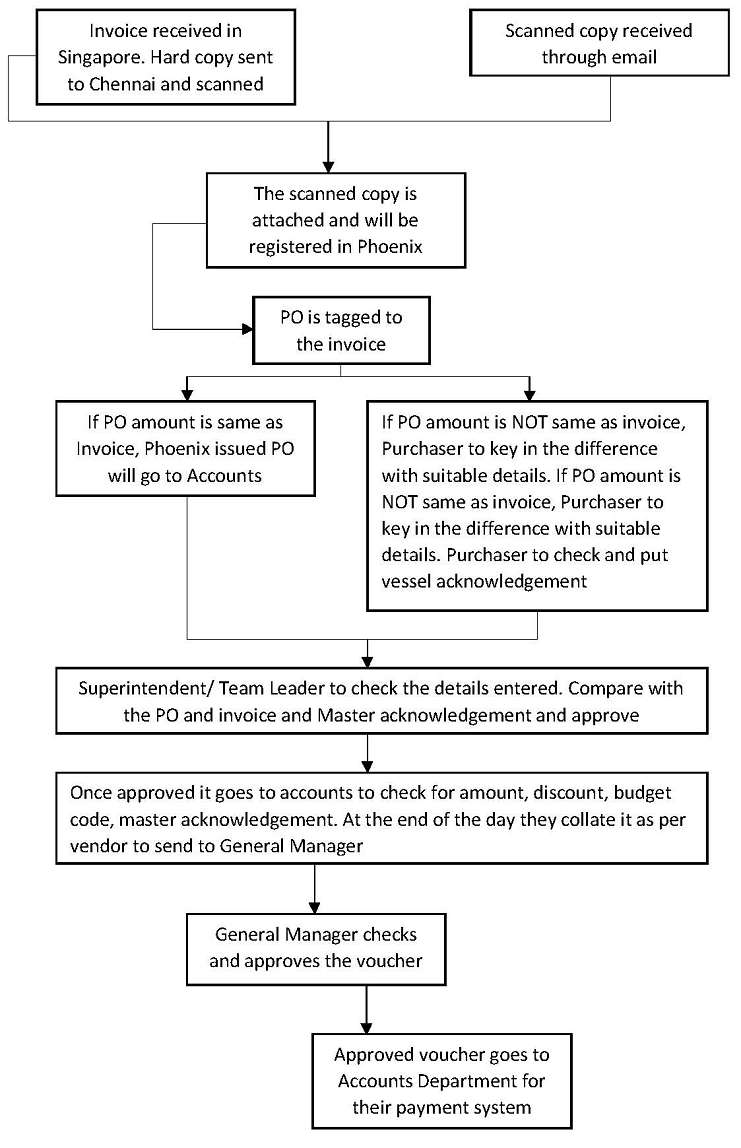 Invoice received in
Singapore. Hard copy sent
to Chennai and scanned
Scanned copy received
through email
The scanned copy is
attached and will be
registered in Phoenix
PO is tagged to
the invoice
If PO amount is same as
Invoice, Phoenix issued PO
will go to Accounts
If PO amount is NOT same as invoice,
Purchaser to key in the difference
with suitable details. If PO amount is
NOT same as invoice, Purchaser to
key in the difference with suitable
details. Purchaser to check and put
vessel acknowledgement
Superintendent/ Team Leader to check the details entered. Compare with
the PO and invoice and Master acknowledgement and approve
Once approved it goes to accounts to check for amount, discount, budget
code, master acknowledgement. At the end of the day they collate it as per
vendor to send to General Manager
General Manager checks
and approves the voucher
Approved voucher goes to
Accounts Department for
their payment system